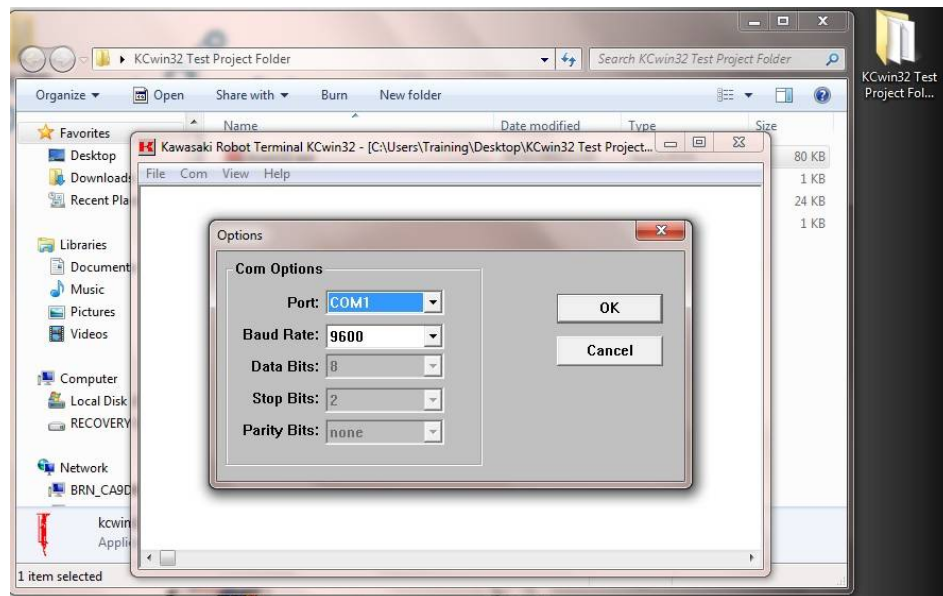 KCwin32 Test Project Folder
Search KCwin32 Test Project Folder
KCwin32 Test
Project Fol...
Organize
Open
Share with
Burn
New folder
Name
Date modified
Type
Size
Favorites
Desktop
Downloads
Recent Pla
Libraries
Document
Music
Pictures
Videos
Computer
Local Disk
RECOVERY
Network
BRN_CA9D
80 KB
1 KB
24 KB
1 KB
Kawasaki Robot Terminal KCwin32 - [C:\Users\Training\Desktop\KCwin32 Test Project...
File Com View Help
Options
Com Options
Port: COM1
Baud Rate: 9600
Data Bits: 8
Stop Bits: 2
Parity Bits: none
OK
Cancel
kcwin
Appli
1 item selected